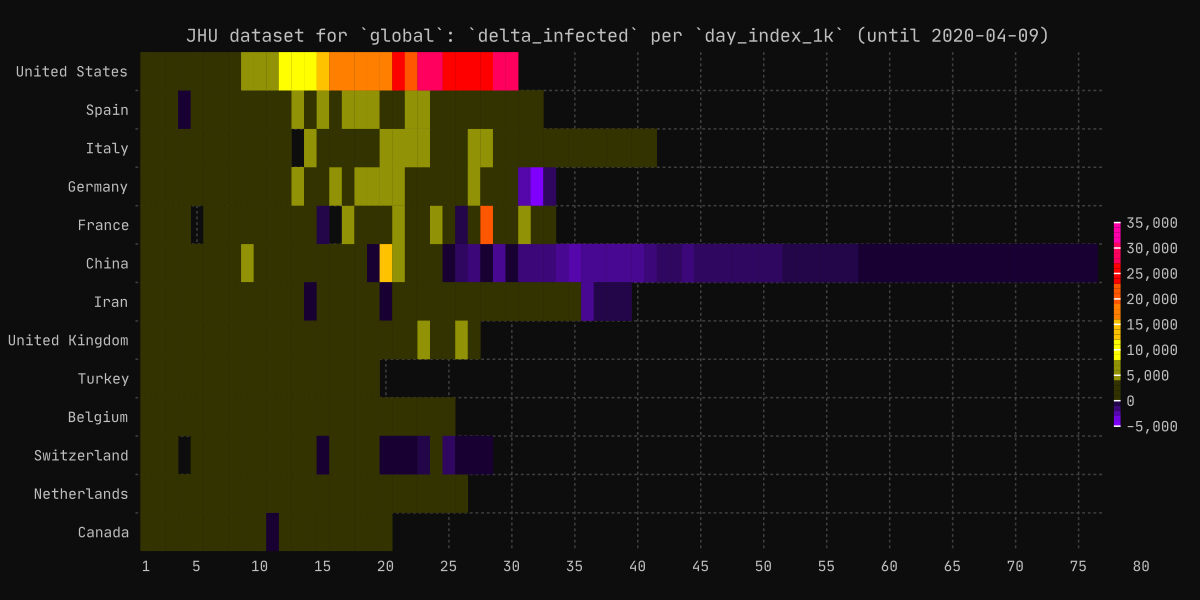 JHU dataset for `global`: `delta_infected` per `day_index_1k` (until 2020-04-09)
United States
Spain
Italy
Germany
France
China
Iran
United Kingdom
Turkey
Belgium
Switzerland
Netherlands
Canada
35,000
30,000
25,000
20,000
15,000
10,000
5,000
0
-5,000
1 5 10 15 20 25 30 35 40 45 50 55 60 65 70 75 80